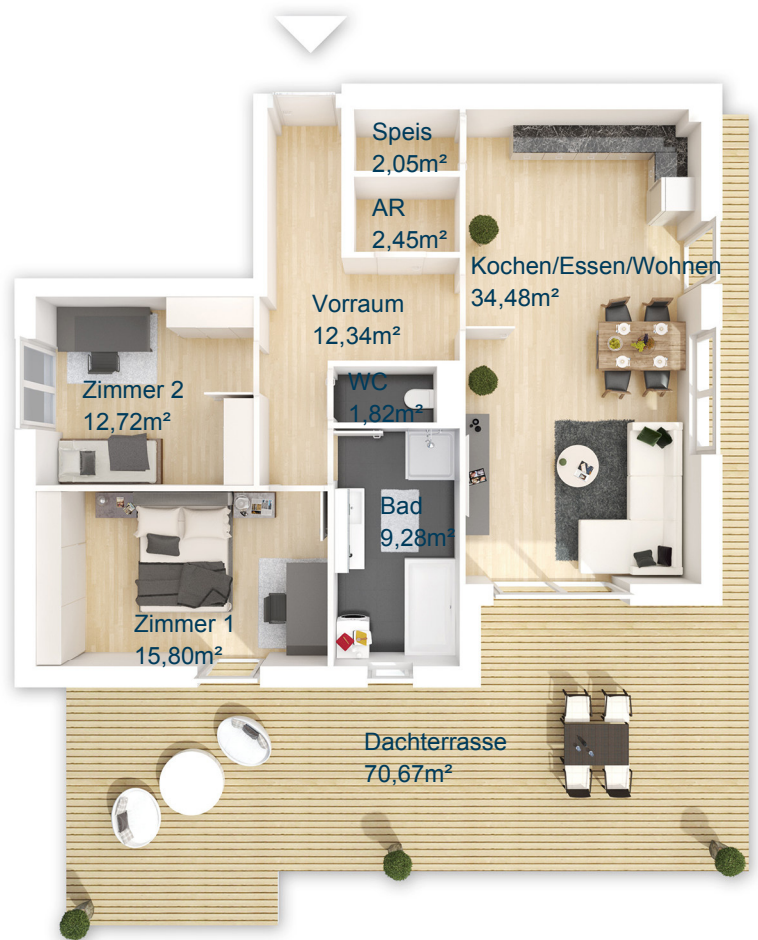 Speis
2,05m²
AR
2,45m²
Kochen/Essen/Wohnen
34,48m²
Vorraum
12,34m²
WC
1,82m²
Zimmer 2
12,72m²
Bad
9,28m²
Zimmer 1
15,80m²
Dachterrasse
70,67m²